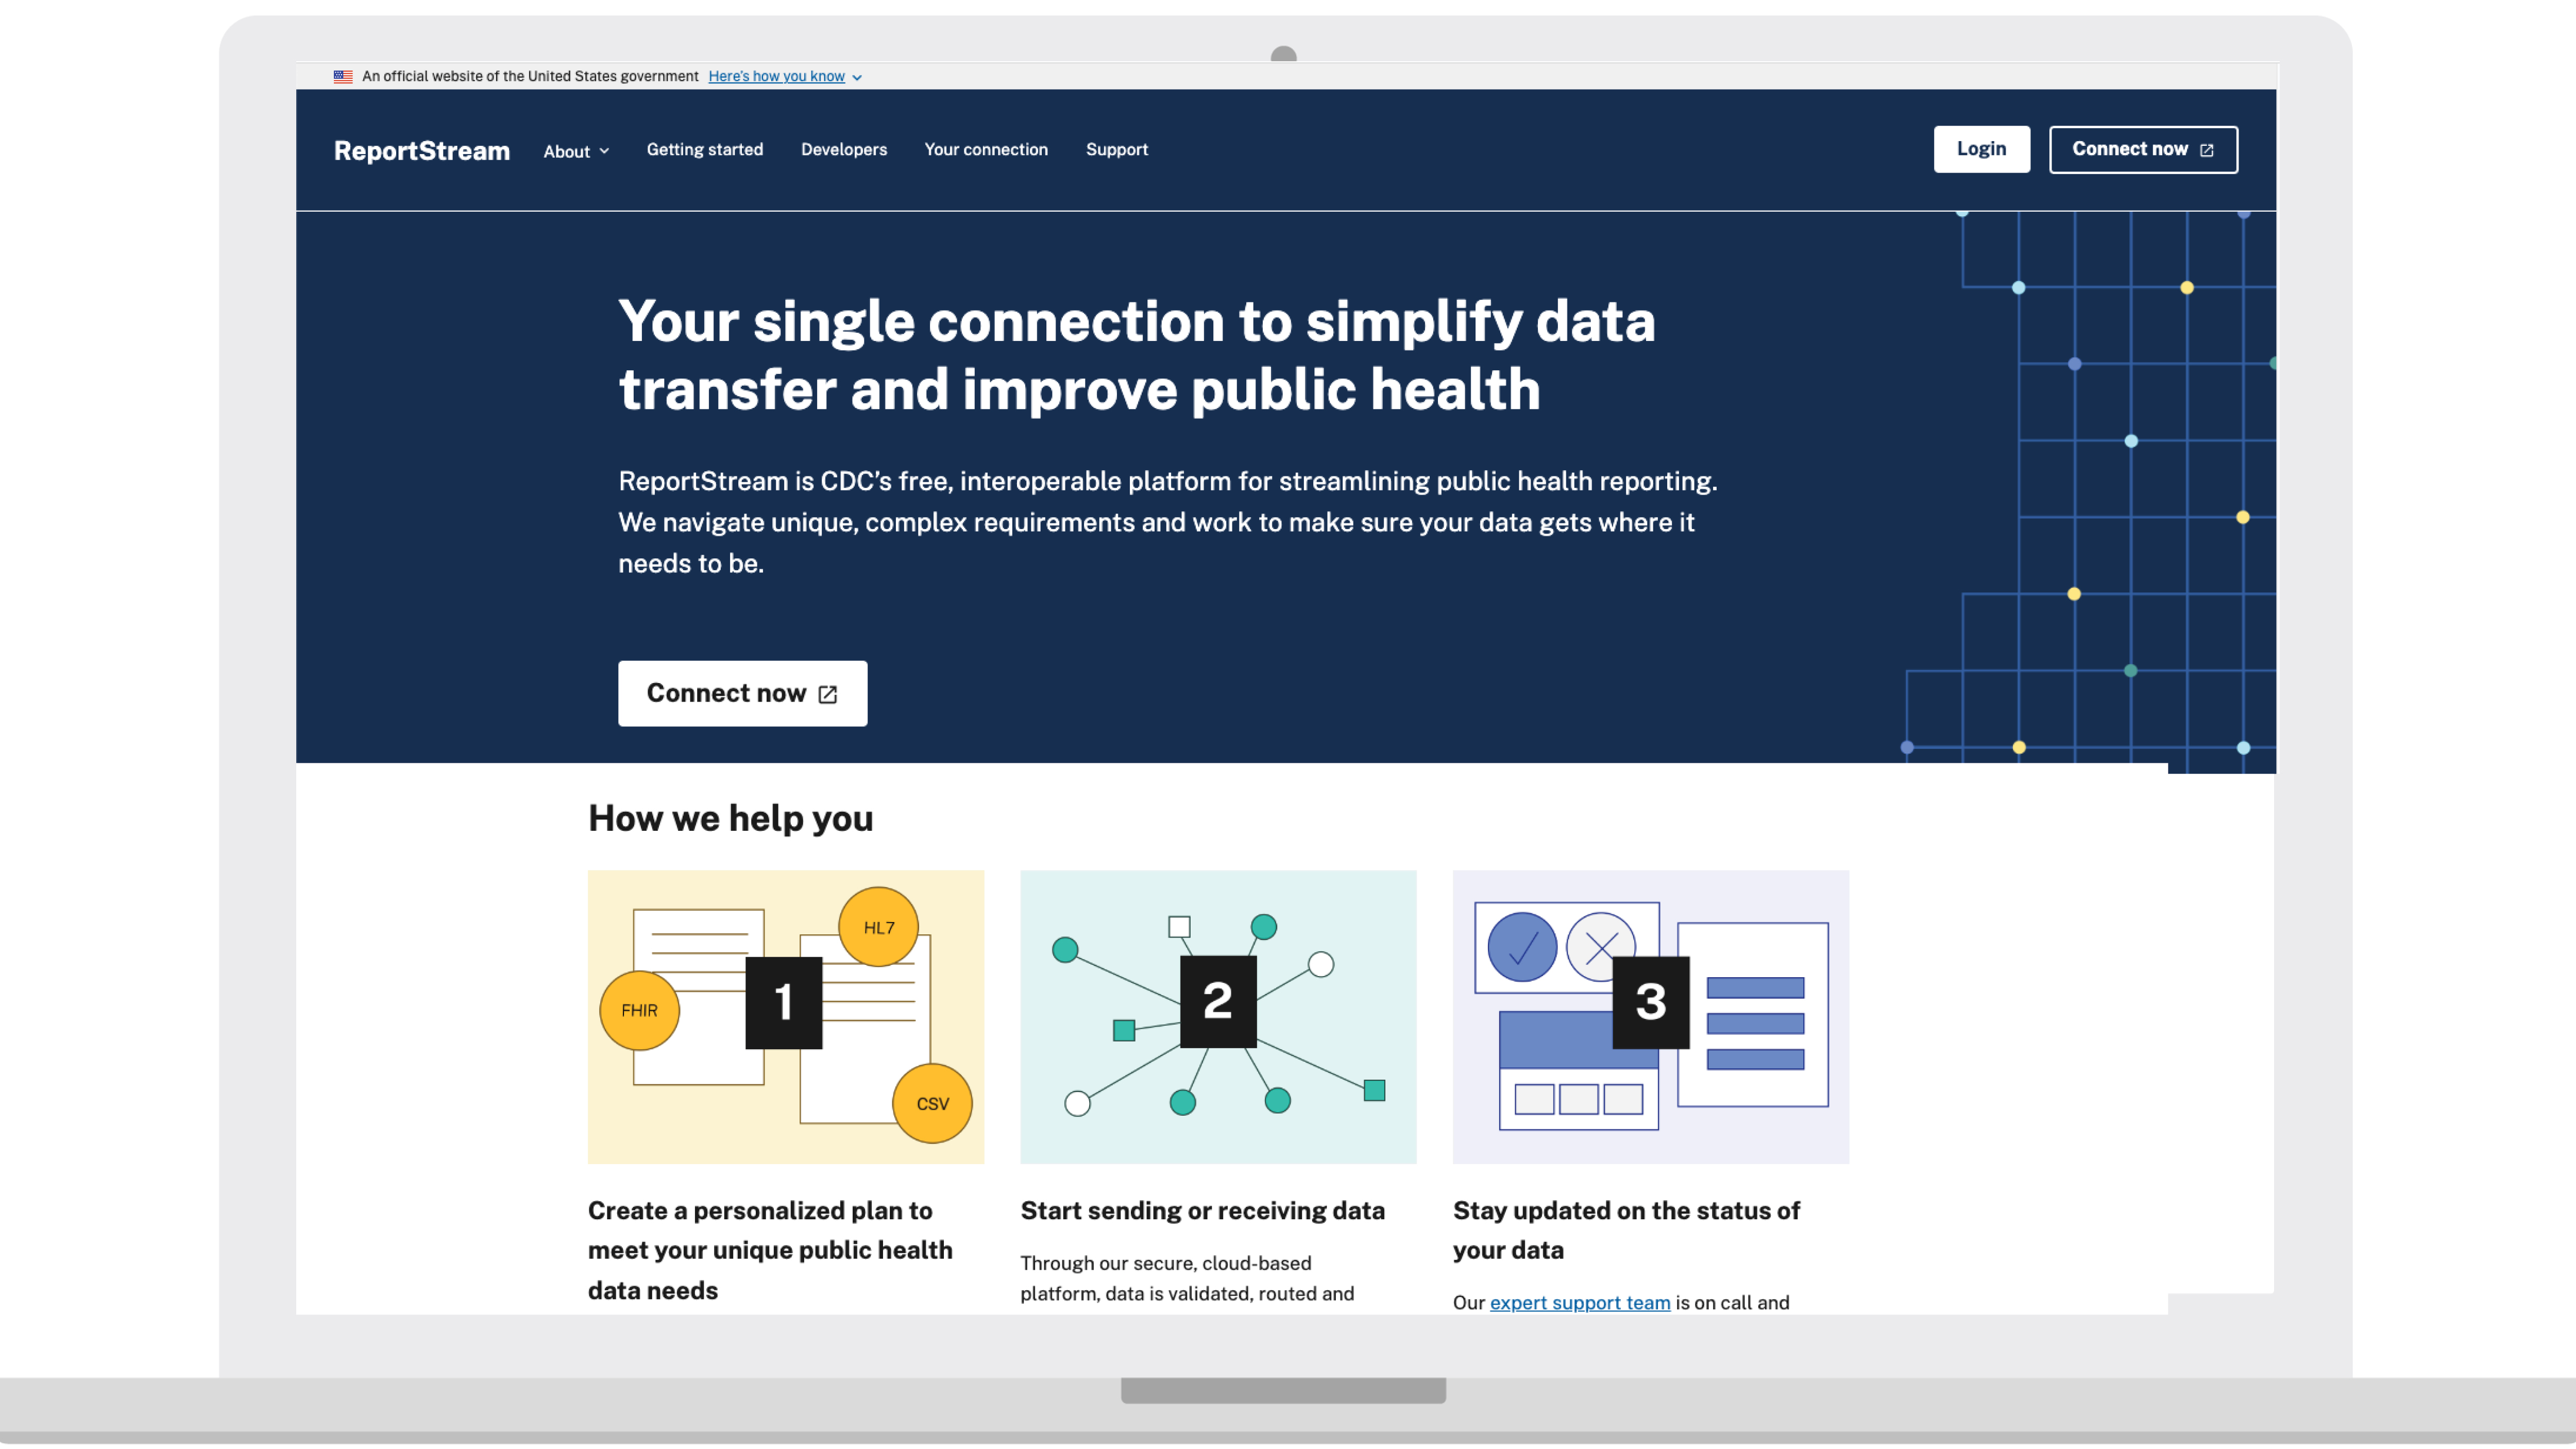 An official website of the United States government Here's how you know
ReportStream About Getting started Developers Your connection Support Login Connect now
Your single connection to simplify data
transfer and improve public health
ReportStream is CDC’s free, interoperable platform for streamlining public health reporting.
We navigate unique, complex requirements and work to make sure your data gets where it
needs to be.
Connect now
How we help you
HL7
FHIR
1
CSV
2
3
Create a personalized plan to
meet your unique public health
data needs
Start sending or receiving data
Through our secure, cloud-based
platform, data is validated, routed and
Stay updated on the status of
your data
Our expert support team is on call and